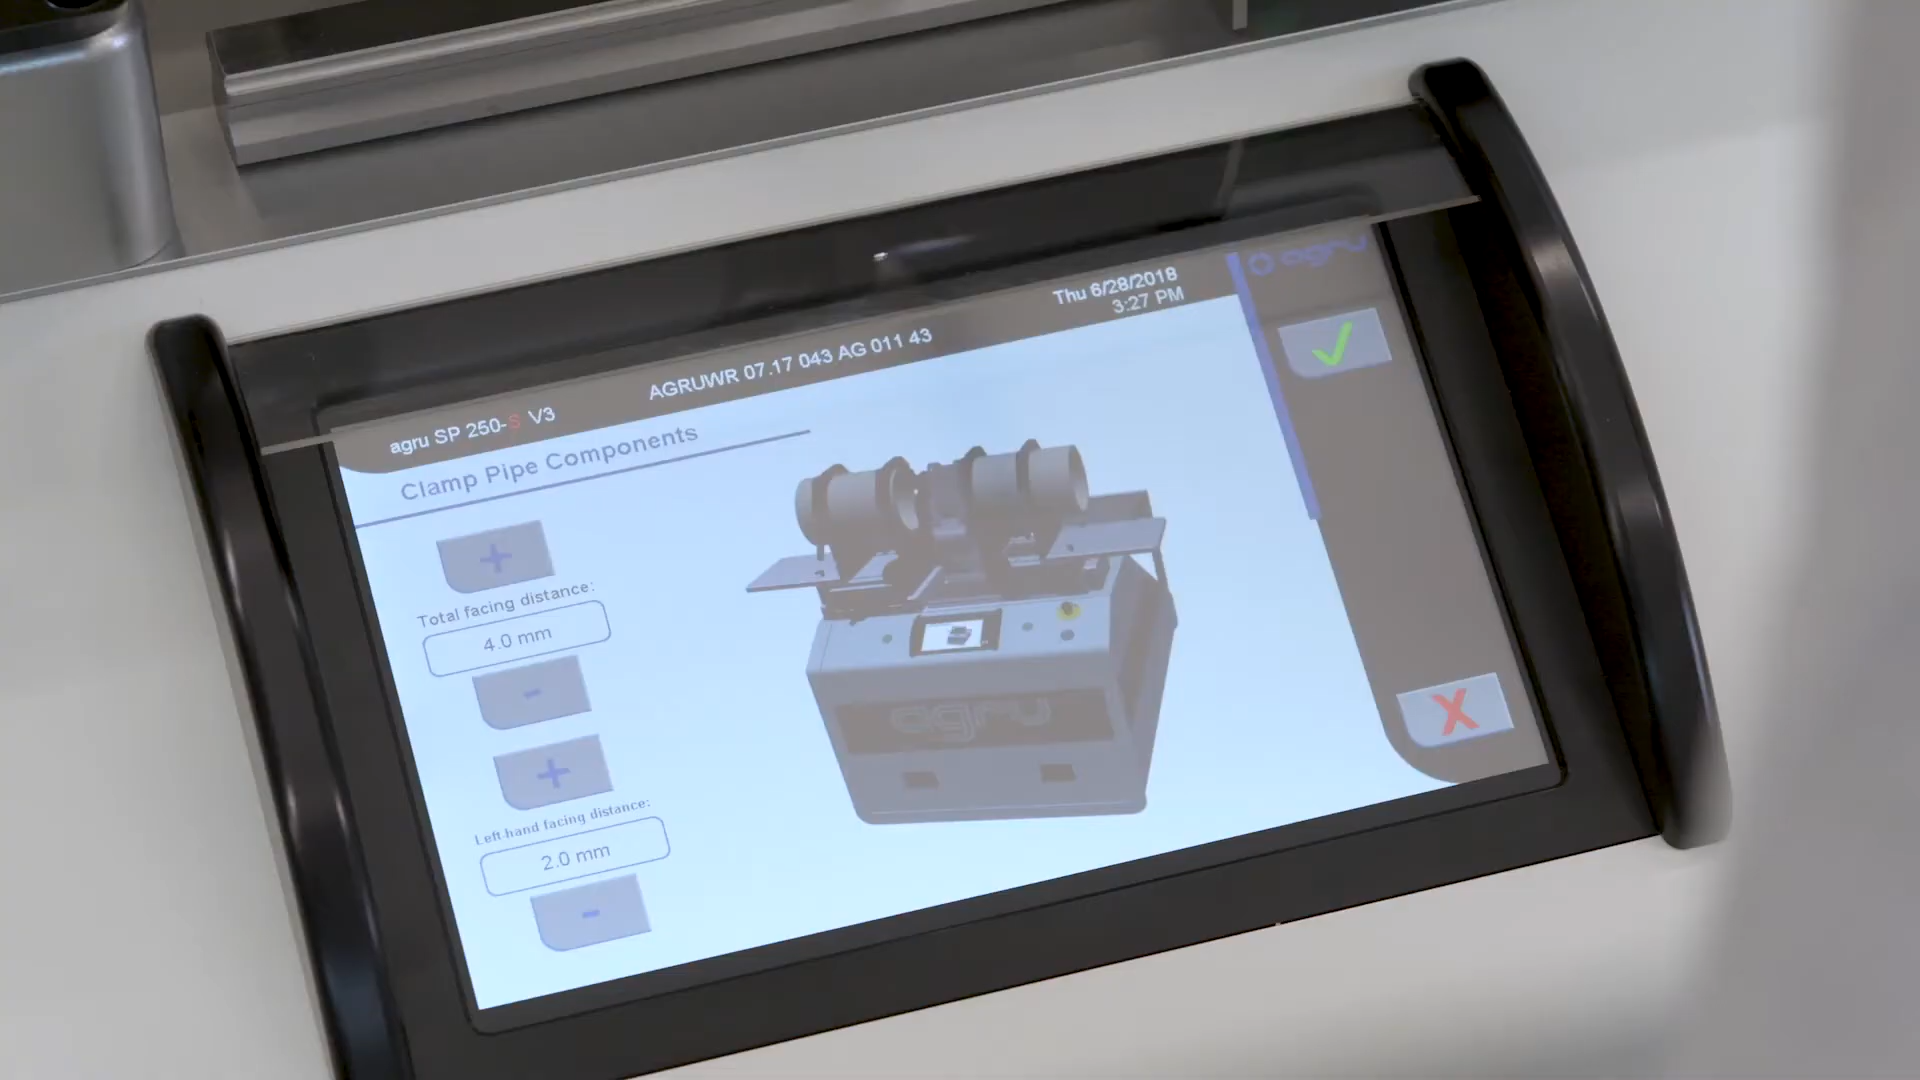 agru
Thu 6/28/2018
3:27 PM
AGRUWR 07.17 043 AG 011 43
agru SP 250-S V3
Clamp Pipe Components
+
Total facing distance:
4.0 mm
-
+
Left-hand facing distance:
2.0 mm
-
agru
X